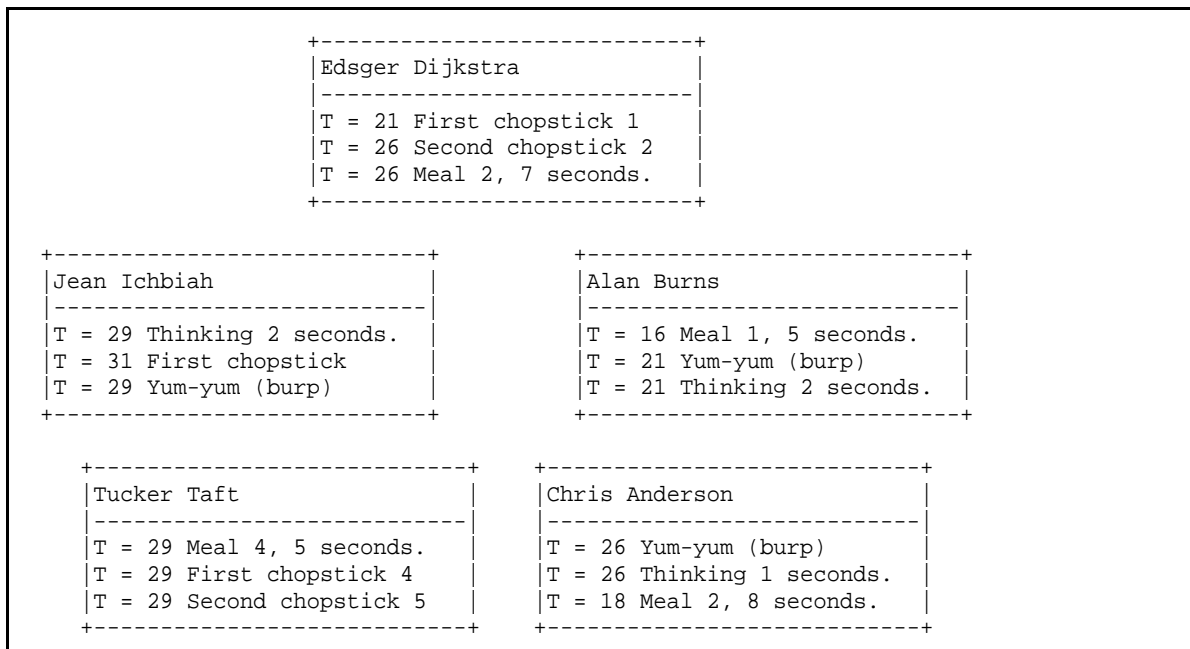 Edsger Dijkstra
T = 21 First chopstick 1
T = 26 Second chopstick 2
T = 26 Meal 2, 7 seconds.
Jean Ichbiah
T = 29 Thinking 2 seconds.
T = 31 First chopstick
T = 29 Yum-yum (burp)
Alan Burns
T = 16 Meal 1, 5 seconds.
T = 21 Yum-yum (burp)
T = 21 Thinking 2 seconds.
Tucker Taft
T = 29 Meal 4, 5 seconds.
T = 29 First chopstick 4
T = 29 Second chopstick 5
Chris Anderson
T = 26 Yum-yum (burp)
T = 26 Thinking 1 seconds.
T = 18 Meal 2, 8 seconds.